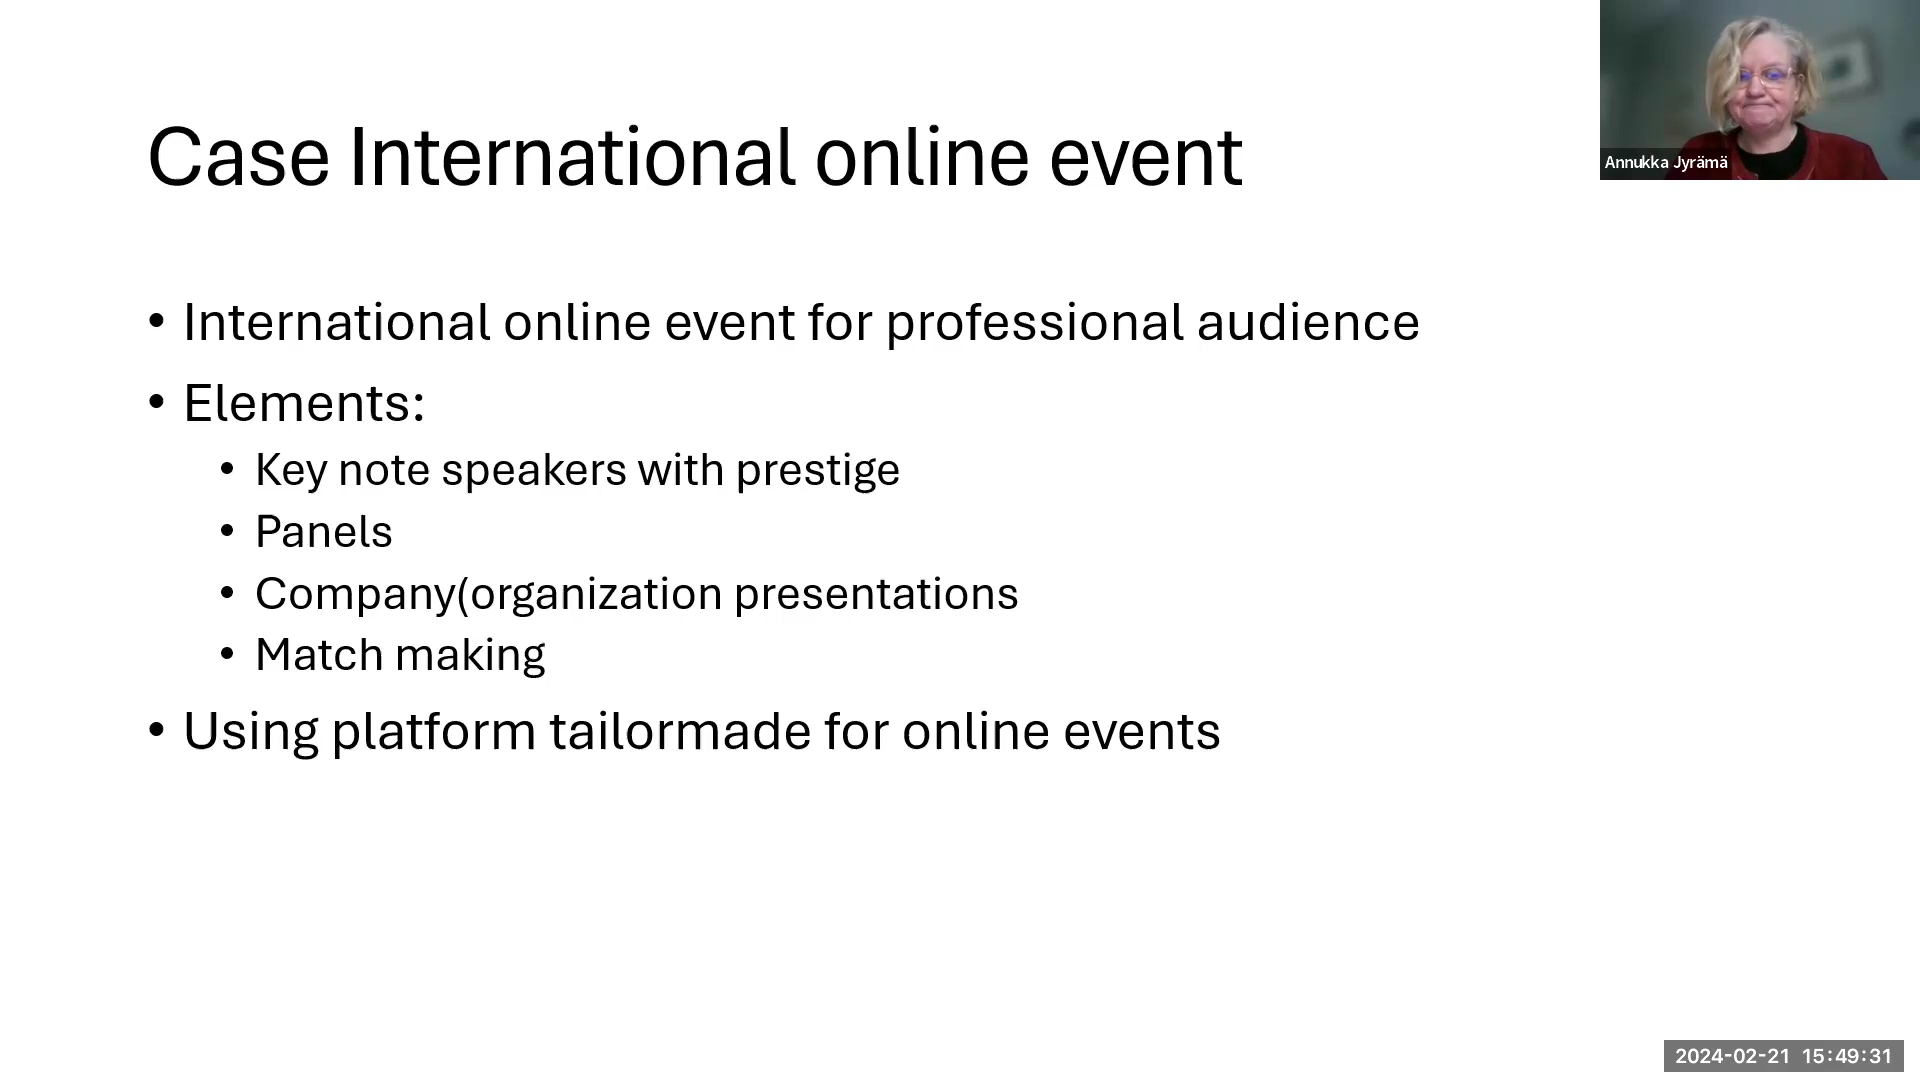 Case International online event
Annukka Jyrämä
• International online event for professional audience
• Elements:
• Key note speakers with prestige
• Panels
• Company(organization presentations
• Match making
• Using platform tailormade for online events
2024-02-21 15:49:31